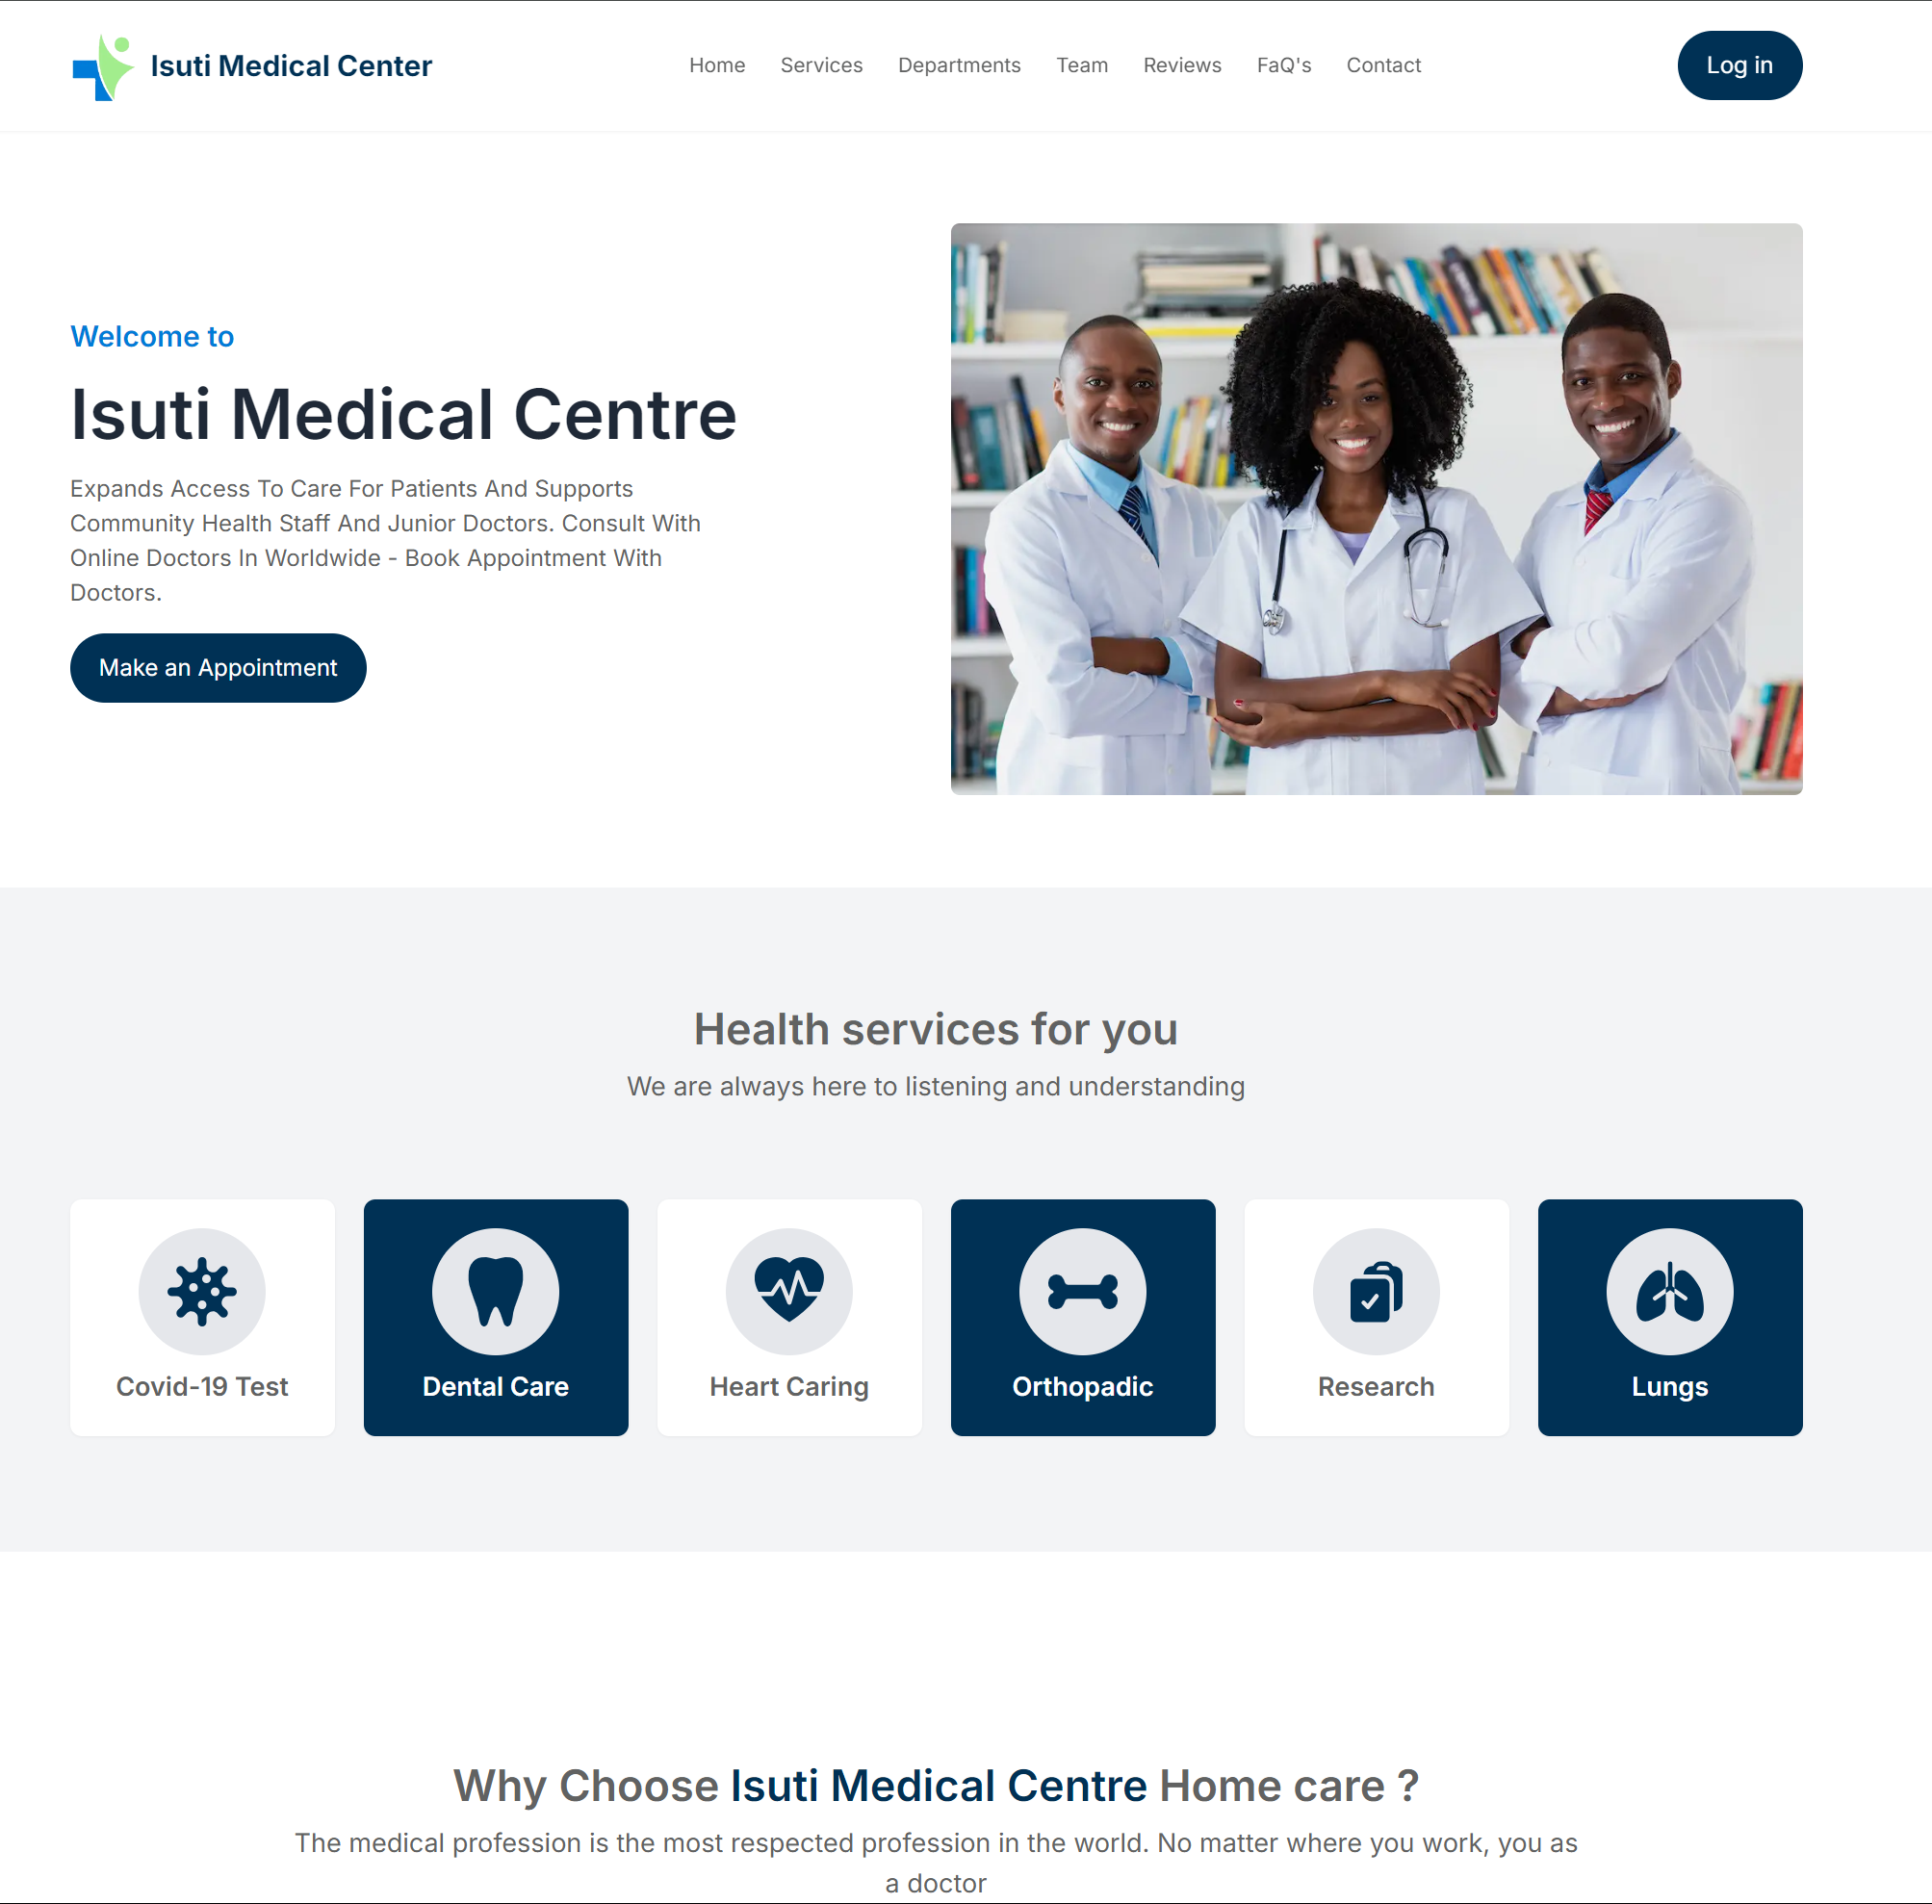 Isuti Medical Center
Home Services Departments Team Reviews FaQ's Contact
Log in
Welcome to
Isuti Medical Centre
Expands Access To Care For Patients And Supports
Community Health Staff And Junior Doctors. Consult With
Online Doctors In Worldwide - Book Appointment With
Doctors.
Make an Appointment
Health services for you
We are always here to listening and understanding
Covid-19 Test
Dental Care
Heart Caring
Orthopadic
Research
Lungs
Why Choose Isuti Medical Centre Home care ?
The medical profession is the most respected profession in the world. No matter where you work, you as
a doctor